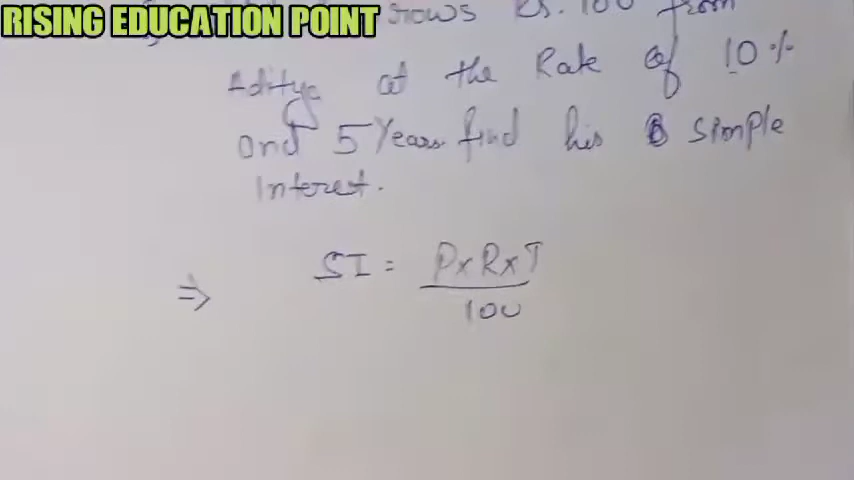 RISING EDUCATION POINT
rows Rs. 100 from
Aditya at the Rate of 10%
and 5 Years find his simple
Interest.
⇒ SI = P×R×T
100